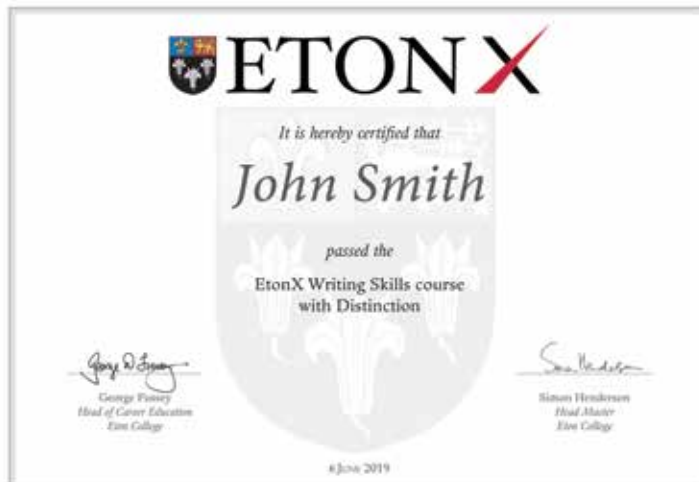 ETONX
It is hereby certified that
John Smith
passed the
EtonX Writing Skills course
with Distinction
George Fussey
Head of Career Education
Eton College
Simon Henderson
Head Master
Eton College
6 June 2019